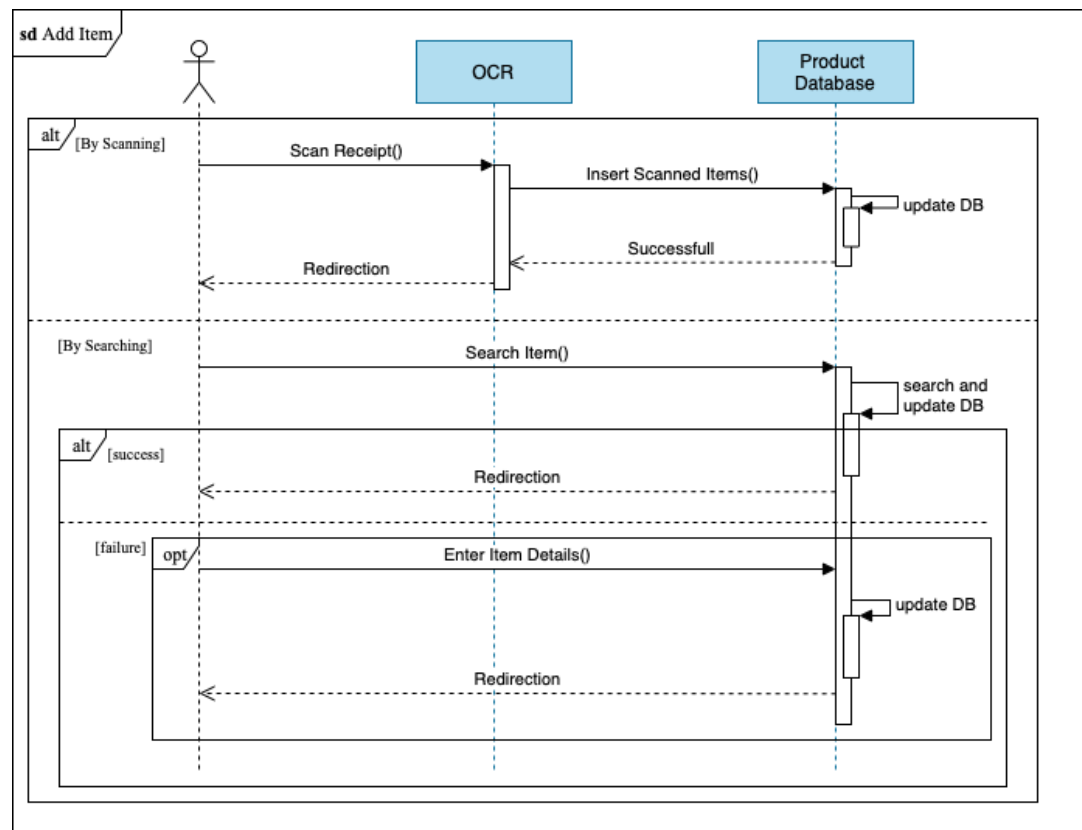 sd Add Item
OCR
Product
Database
alt
[By Scanning]
Scan Receipt()
Insert Scanned Items()
update DB
Successfull
Redirection
[By Searching]
Search Item()
search and
update DB
alt
[success]
Redirection
[failure]
opt
Enter Item Details()
update DB
Redirection